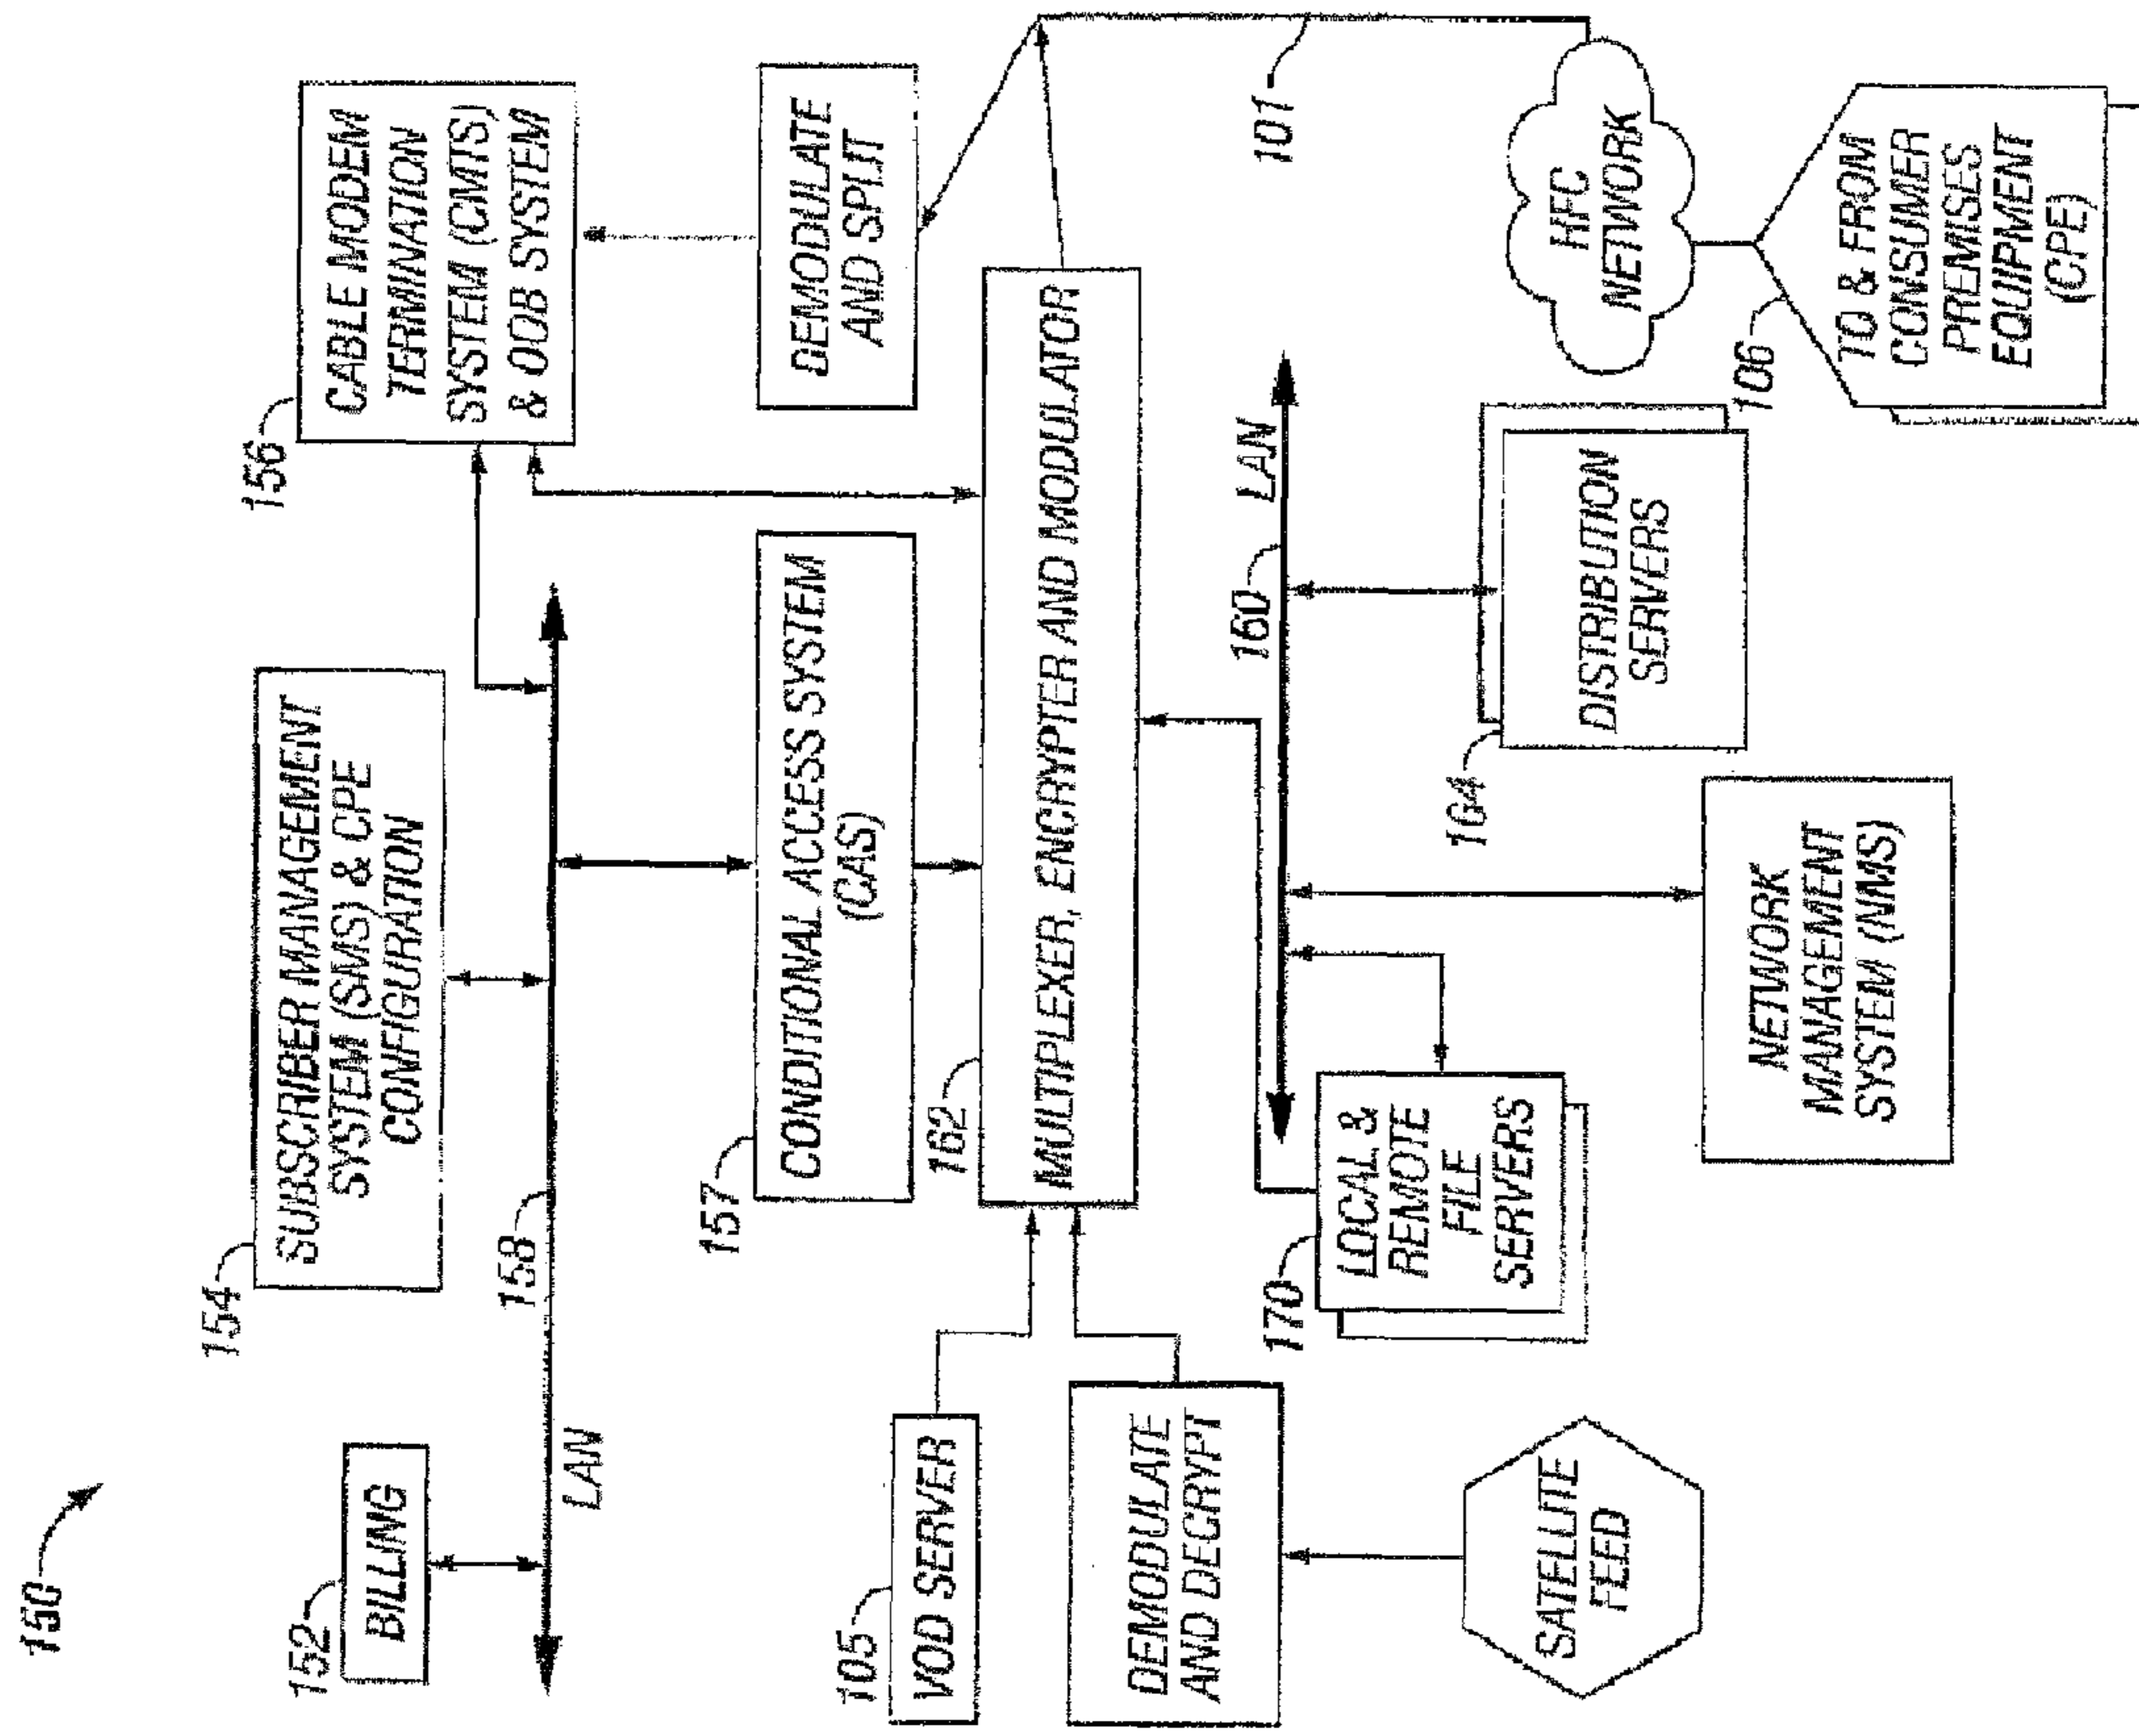 150
152
BILLING
154
SUBSCRIBER MANAGEMENT
SYSTEM (SMS) & CPE
CONFIGURATION
156
CABLE MODEM
TERMINATION
SYSTEM (CMTS)
& OOB SYSTEM
158
LAN
157
CONDITIONAL ACCESS SYSTEM
(CAS)
DEMODULATE
AND SPLIT
105
VOD SERVER
162
MULTIPLEXER, ENCRYPTER AND MODULATOR
DEMODULATE
AND DECRYPT
101
160
LAN
170
LOCAL &
REMOTE
FILE
SERVERS
164
DISTRIBUTION
SERVERS
HFC
NETWORK
SATELLITE
FEED
NETWORK
MANAGEMENT
SYSTEM (NMS)
106
TO & FROM
CONSUMER
PREMISES
EQUIPMENT
(CPE)